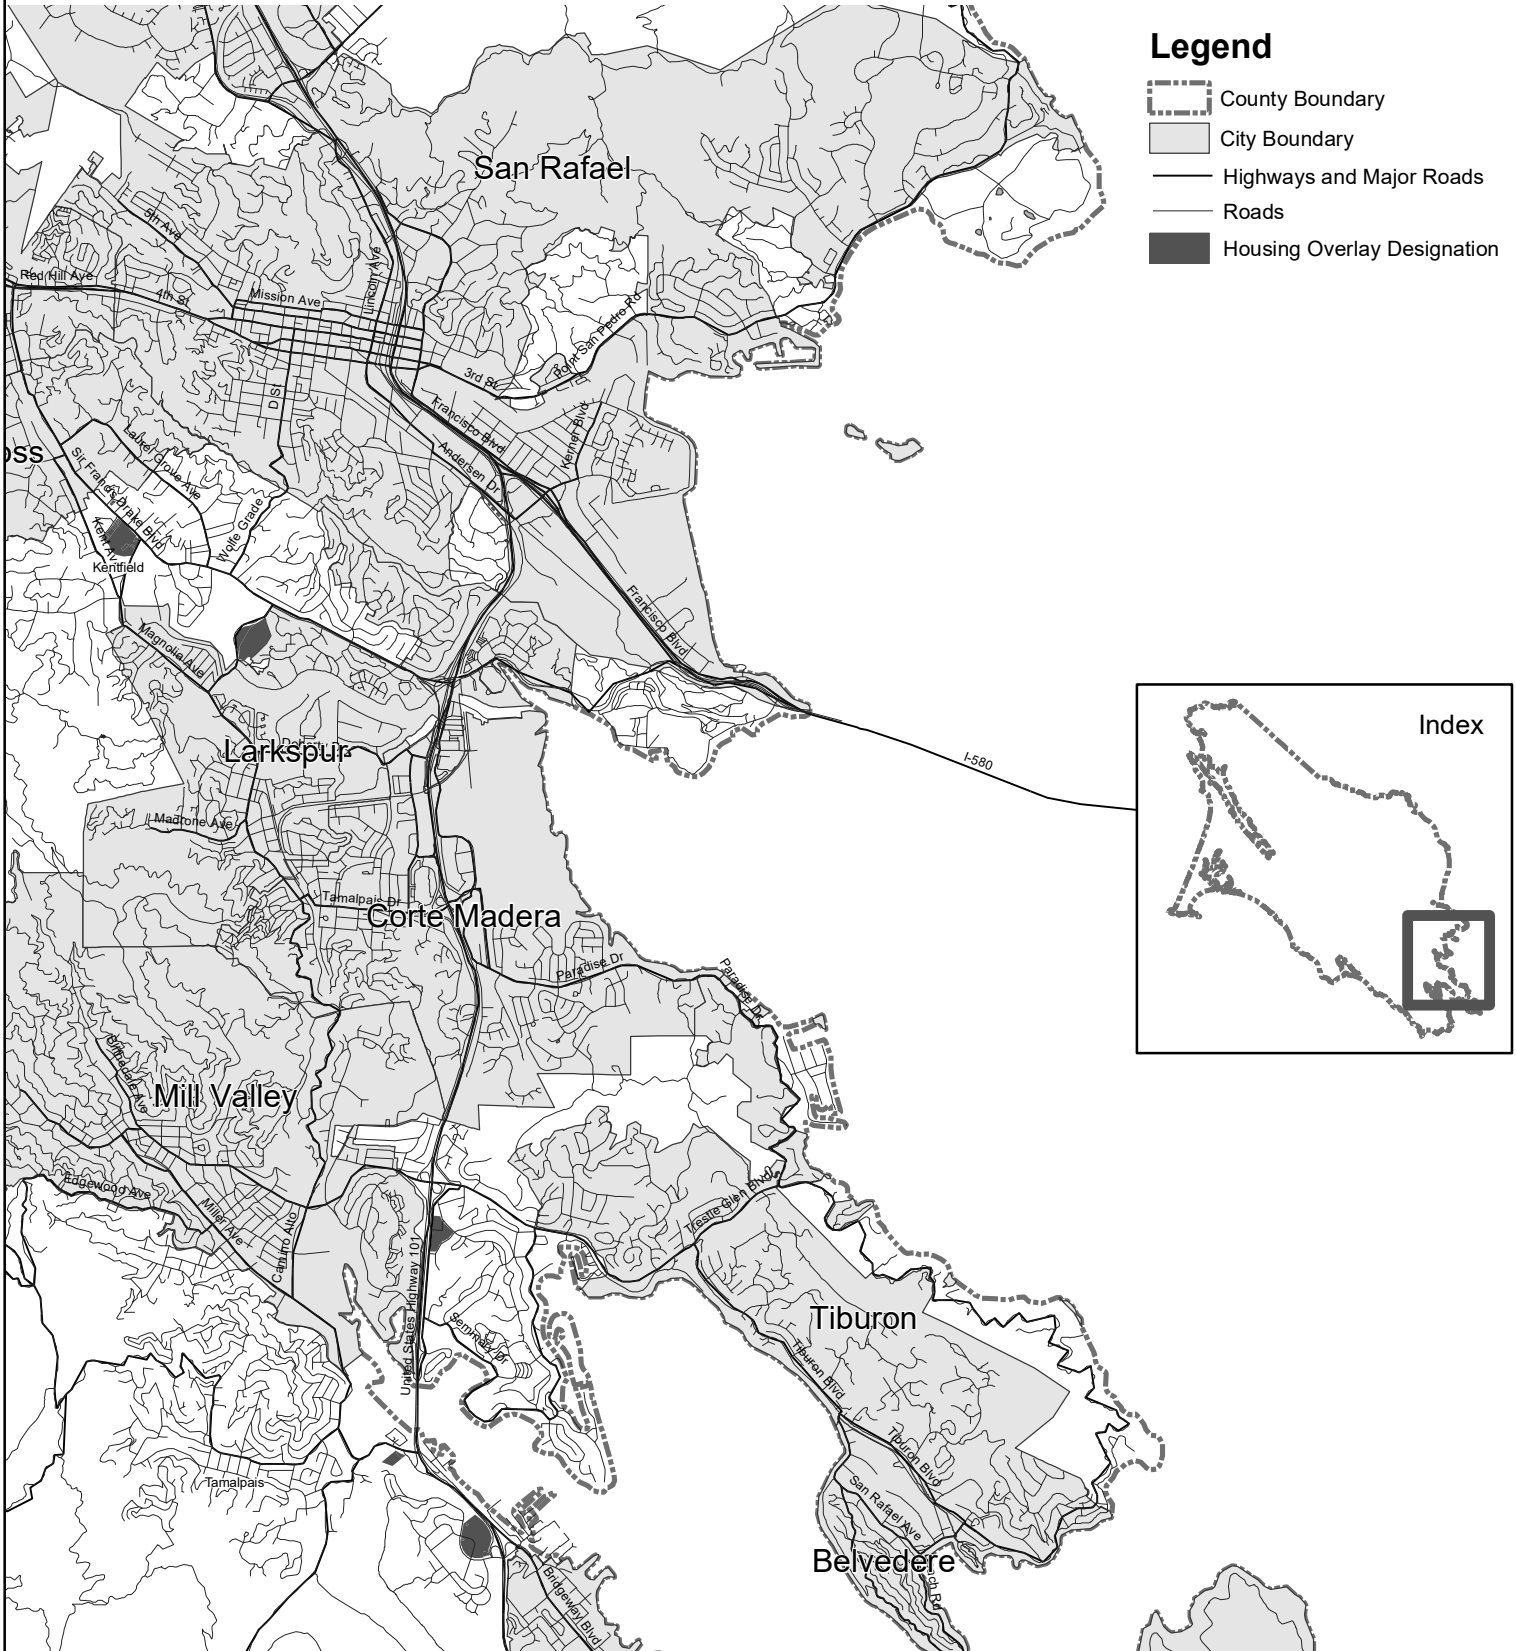 Legend
County Boundary
City Boundary
Highways and Major Roads
Roads
Housing Overlay Designation
San Rafael
5th Ave
Red Hill Ave
4th St
Mission Ave
Lincoln Ave
Point San Pedro Rd
3rd St
D St
Francisco Blvd
Kerner Blvd
Andersen Dr
oss
Laurel Grove Ave
Sir Francis Drake Blvd
Wolfe Grade
Kent Av
Kentfield
Francisco Blvd
Magnolia Ave
Larkspur
I-580
Index
Madrone Ave
Tamalpais Dr
Corte Madera
Paradise Dr
Paradise Dr
Mill Valley
Edgewood Ave
Miller Ave
Camino Alto
Trestle Glen Blvd
United States Highway 101
Seminary Dr
Tiburon
Tiburon Blvd
Tiburon Blvd
Tamalpais
San Rafael Ave
Belvedere
Bridgeway Blvd